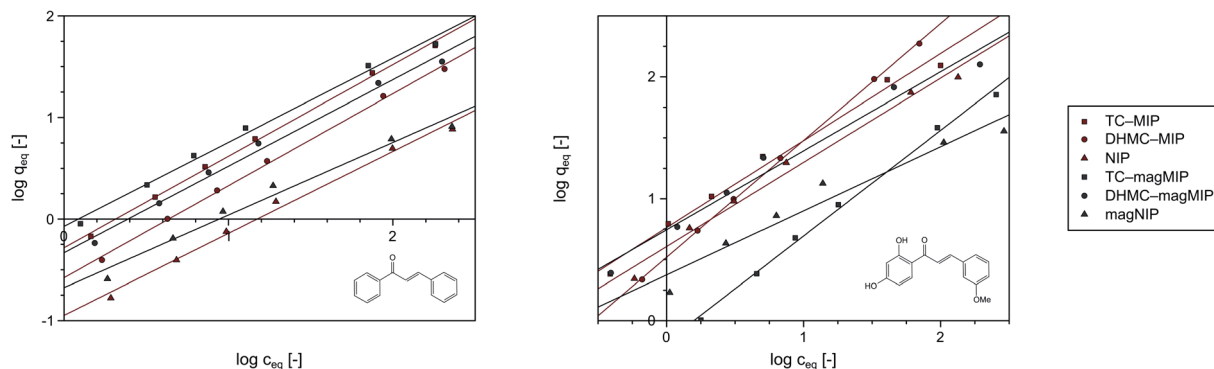 2
1
0
-1
0
1
2
log q_eq [-]
log c_eq [-]
O
2
1
0
0
1
2
log q_eq [-]
log c_eq [-]
OH
O
HO
OMe
TC–MIP
DHMC–MIP
NIP
TC–magMIP
DHMC–magMIP
magNIP